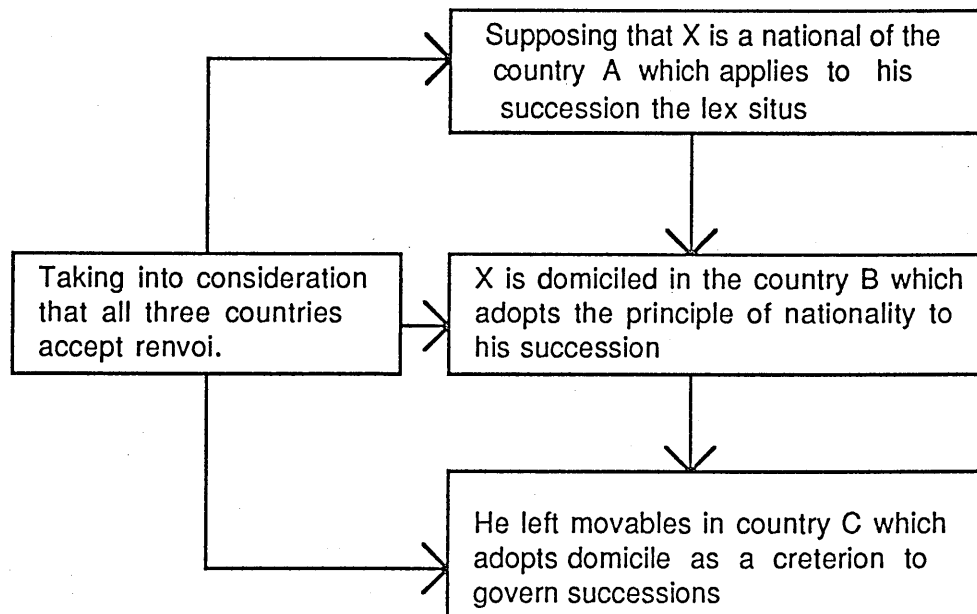 Supposing that X is a national of the
country A which applies to his
succession the lex situs
Taking into consideration
that all three countries
accept renvoi.
X is domiciled in the country B which
adopts the principle of nationality to
his succession
He left movables in country C which
adopts domicile as a creterion to
govern successions